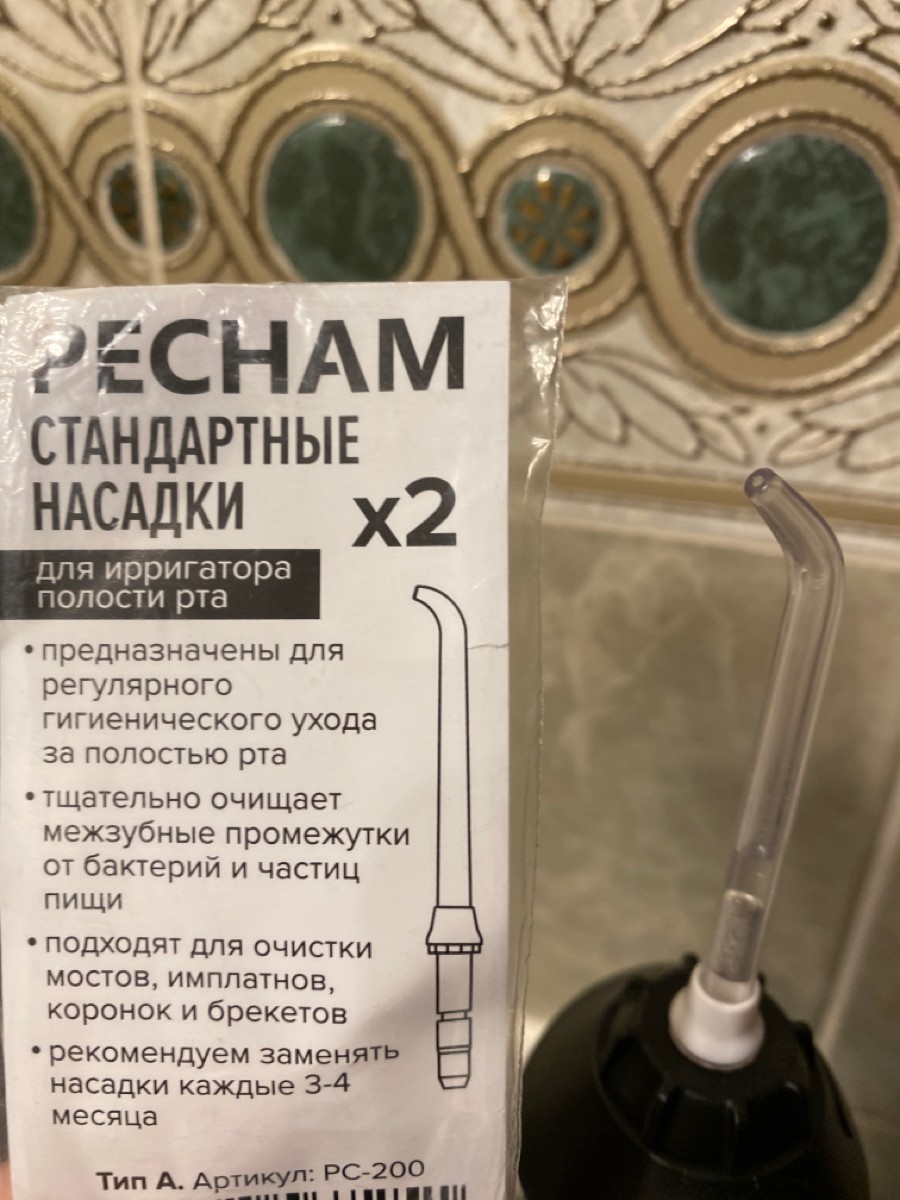 PECHAM
СТАНДАРТНЫЕ
НАСАДКИ
x2
для ирригатора
полости рта
• предназначены для
регулярного
гигиенического ухода
за полостью рта
• тщательно очищает
межзубные промежутки
от бактерий и частиц
пищи
• подходят для очистки
мостов, имплатнов,
коронок и брекетов
• рекомендуем заменять
насадки каждые 3-4
месяца
Тип А. Артикул: PC-200